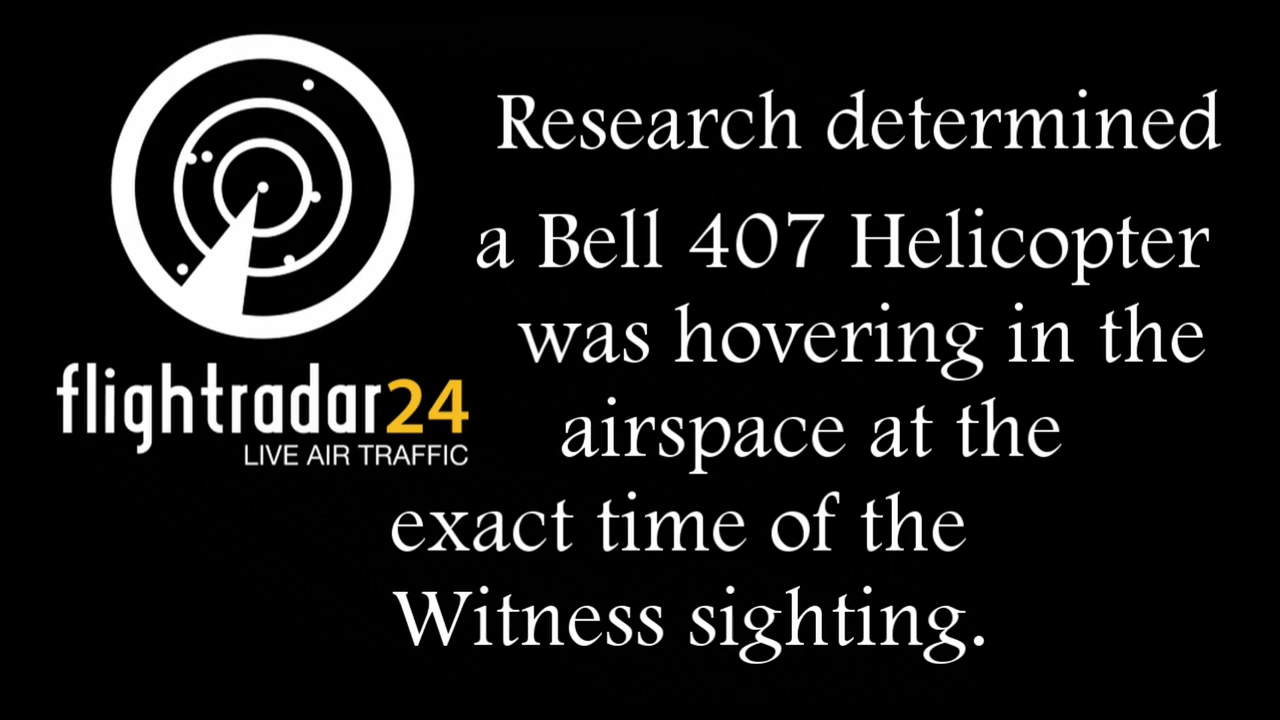 Research determined
a Bell 407 Helicopter
was hovering in the
airspace at the
exact time of the
Witness sighting.
flightradar24
LIVE AIR TRAFFIC